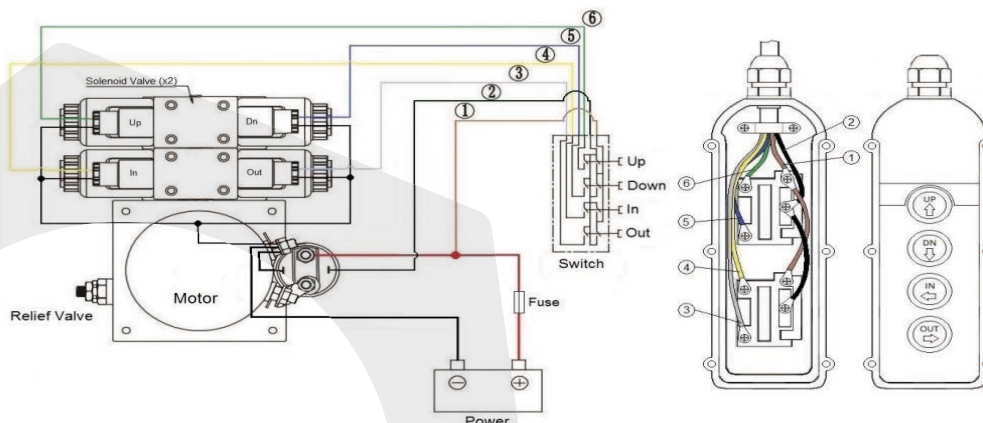 ⑥
⑤
④
③
②
①
Solenoid Valve (x2)
Up
Dn
In
Out
Up
Down
In
Out
Switch
Motor
Relief Valve
Fuse
Power
②
①
⑥
⑤
④
③
UP
DN
IN
OUT